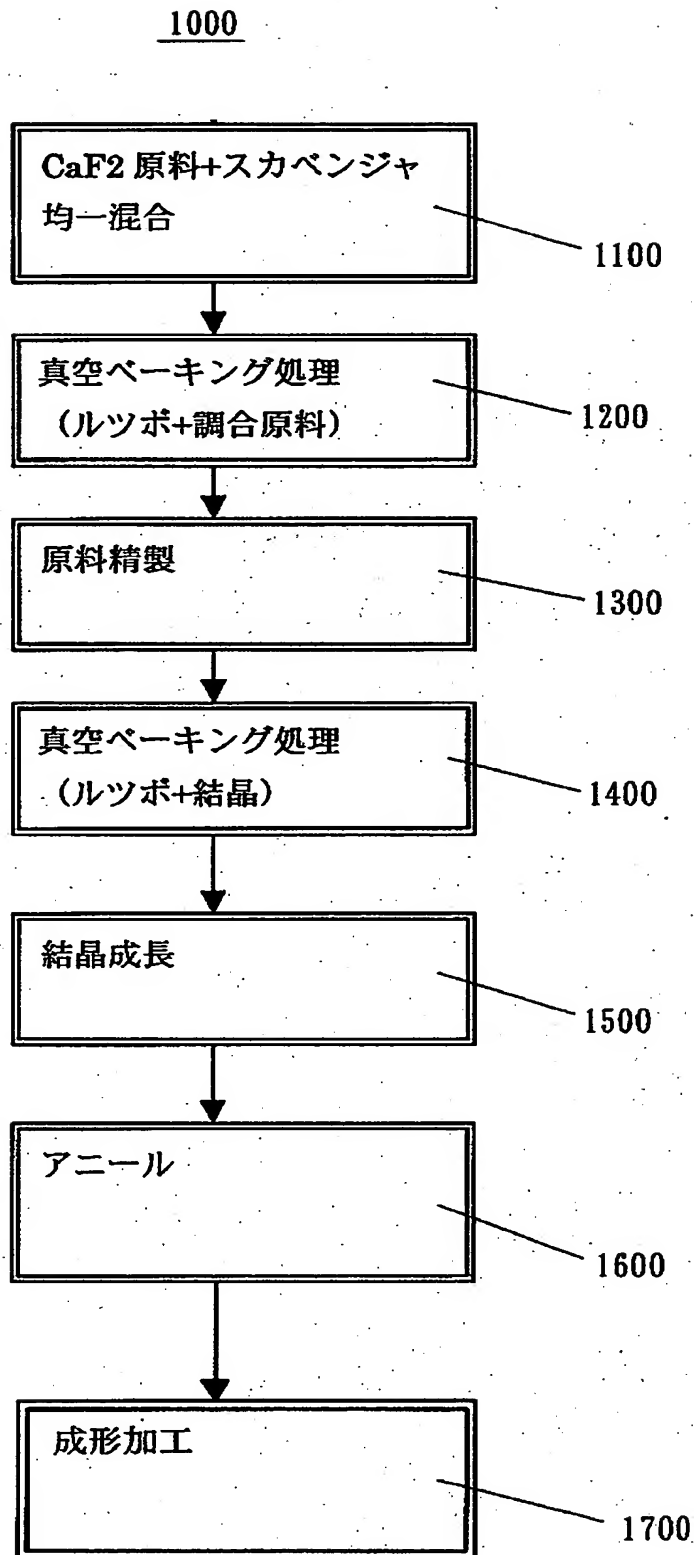 1000
CaF2 原料+スカベンジャ
均一混合
1100
真空ベーキング処理
(ルツボ+調合原料)
1200
原料精製
1300
真空ベーキング処理
(ルツボ+結晶)
1400
結晶成長
1500
アニール
1600
成形加工
1700